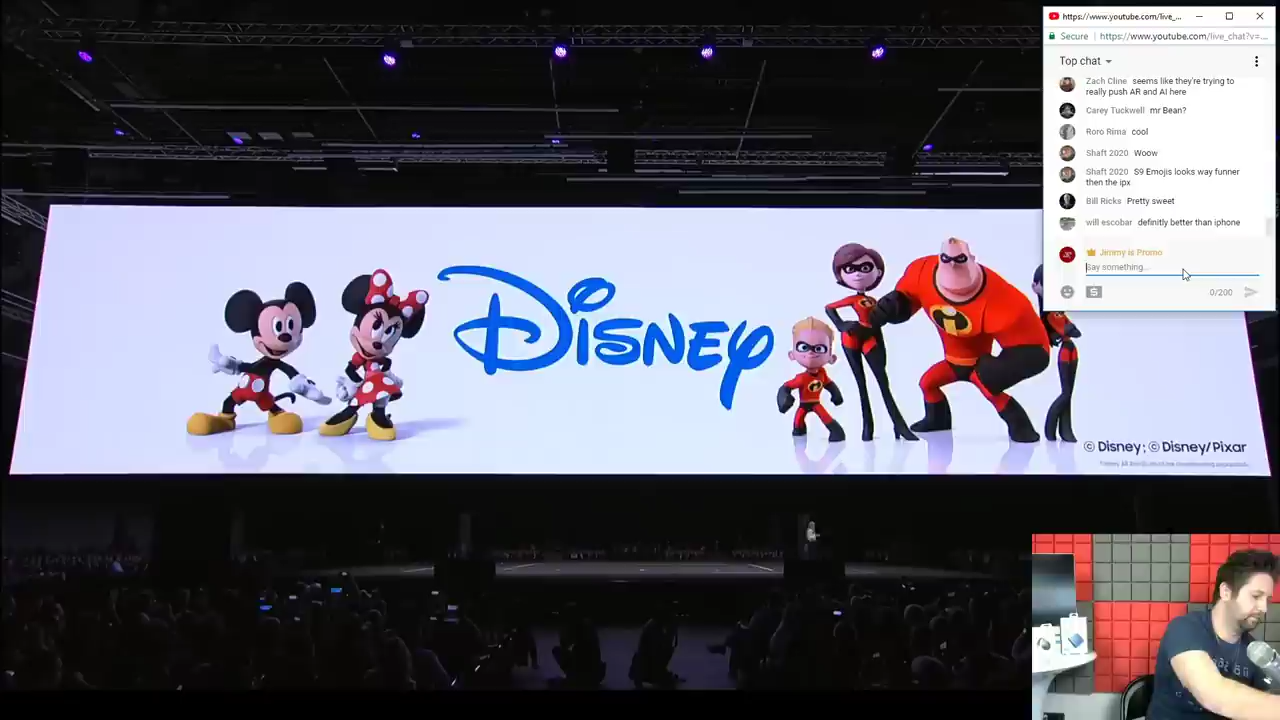 https://www.youtube.com/live_...
Secure https://www.youtube.com/live_chat?v=...
Top chat
Zach Cline seems like they're trying to
really push AR and AI here
Carey Tuckwell mr Bean?
Roro Rima cool
Shaft 2020 Woow
Shaft 2020 S9 Emojis looks way funner
then the ipx
Bill Ricks Pretty sweet
will escobar definitly better than iphone
Jimmy is Promo
Say something...
0/200
Disney
© Disney; © Disney/Pixar